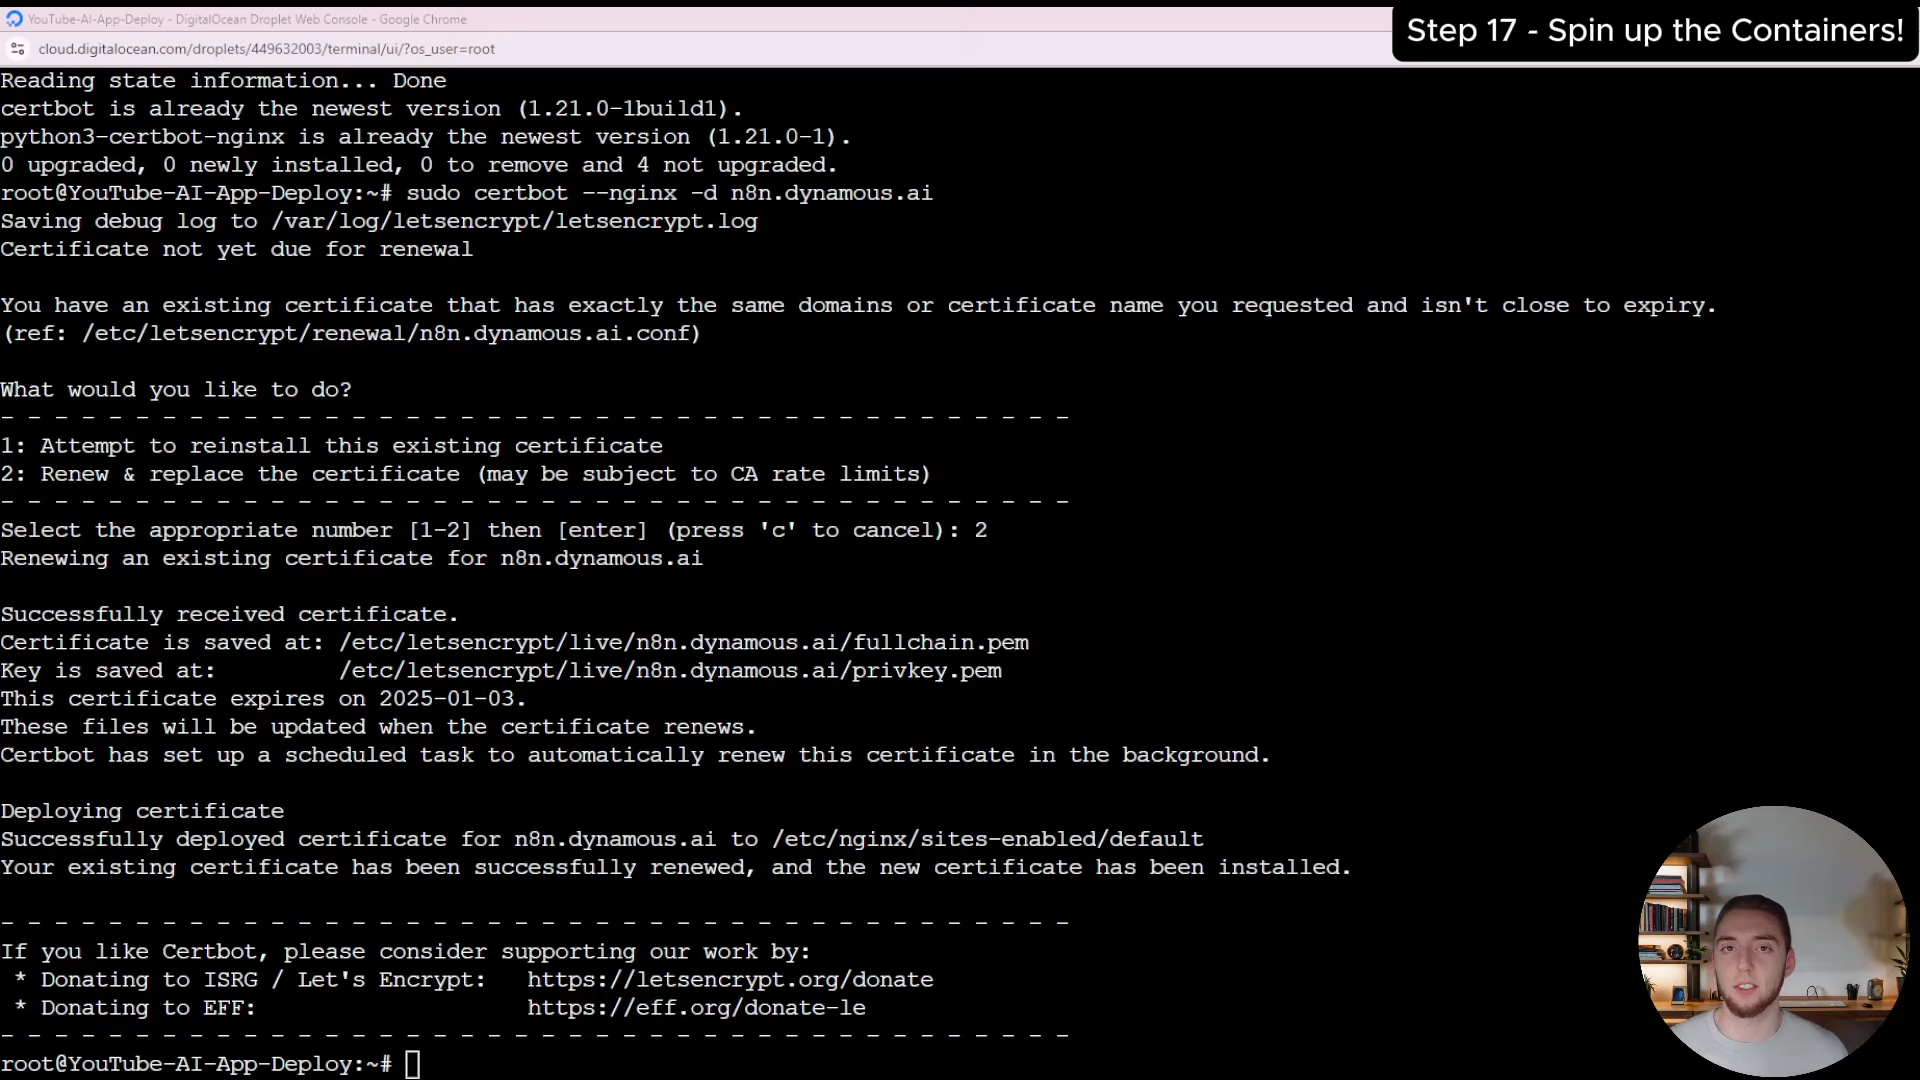 YouTube-AI-App-Deploy - DigitalOcean Droplet Web Console - Google Chrome
cloud.digitalocean.com/droplets/449632003/terminal/ui/?os_user=root
Step 17 - Spin up the Containers!
Reading state information... Done
certbot is already the newest version (1.21.0-1build1).
python3-certbot-nginx is already the newest version (1.21.0-1).
0 upgraded, 0 newly installed, 0 to remove and 4 not upgraded.
root@YouTube-AI-App-Deploy:~# sudo certbot --nginx -d n8n.dynamous.ai
Saving debug log to /var/log/letsencrypt/letsencrypt.log
Certificate not yet due for renewal
You have an existing certificate that has exactly the same domains or certificate name you requested and isn't close to expiry.
(ref: /etc/letsencrypt/renewal/n8n.dynamous.ai.conf)
What would you like to do?
- - - - - - - - - - - - - - - - - - - - - - - - - - - - - - - - - - - - - - - -
1: Attempt to reinstall this existing certificate
2: Renew & replace the certificate (may be subject to CA rate limits)
- - - - - - - - - - - - - - - - - - - - - - - - - - - - - - - - - - - - - - - -
Select the appropriate number [1-2] then [enter] (press 'c' to cancel): 2
Renewing an existing certificate for n8n.dynamous.ai
Successfully received certificate.
Certificate is saved at: /etc/letsencrypt/live/n8n.dynamous.ai/fullchain.pem
Key is saved at:         /etc/letsencrypt/live/n8n.dynamous.ai/privkey.pem
This certificate expires on 2025-01-03.
These files will be updated when the certificate renews.
Certbot has set up a scheduled task to automatically renew this certificate in the background.
Deploying certificate
Successfully deployed certificate for n8n.dynamous.ai to /etc/nginx/sites-enabled/default
Your existing certificate has been successfully renewed, and the new certificate has been installed.
- - - - - - - - - - - - - - - - - - - - - - - - - - - - - - - - - - - - - - - -
If you like Certbot, please consider supporting our work by:
 * Donating to ISRG / Let's Encrypt:   https://letsencrypt.org/donate
 * Donating to EFF:                    https://eff.org/donate-le
- - - - - - - - - - - - - - - - - - - - - - - - - - - - - - - - - - - - - - - -
root@YouTube-AI-App-Deploy:~#